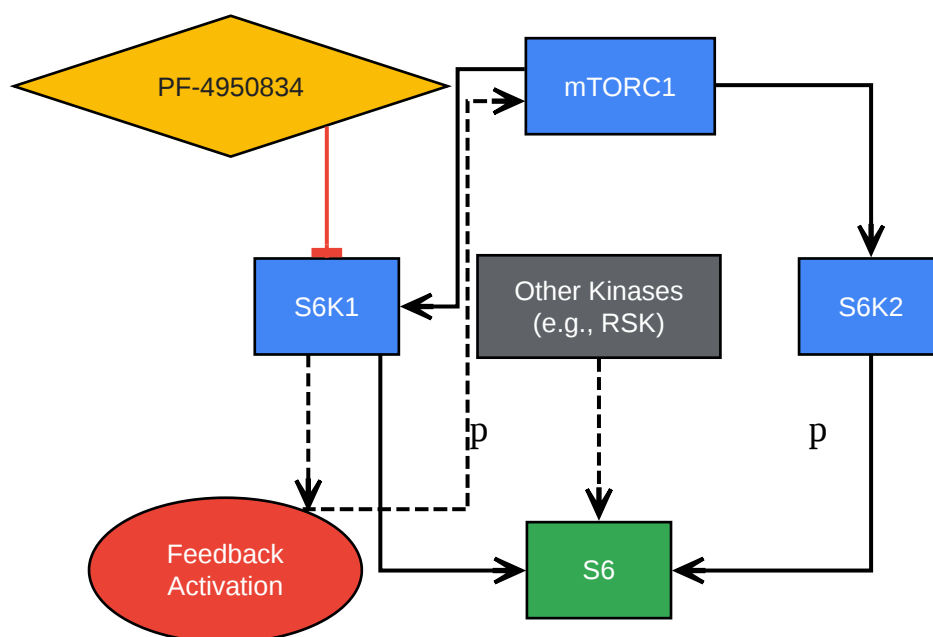 PF-4950834
mTORC1
S6K1
Other Kinases
(e.g., RSK)
S6K2
p
p
Feedback
Activation
S6